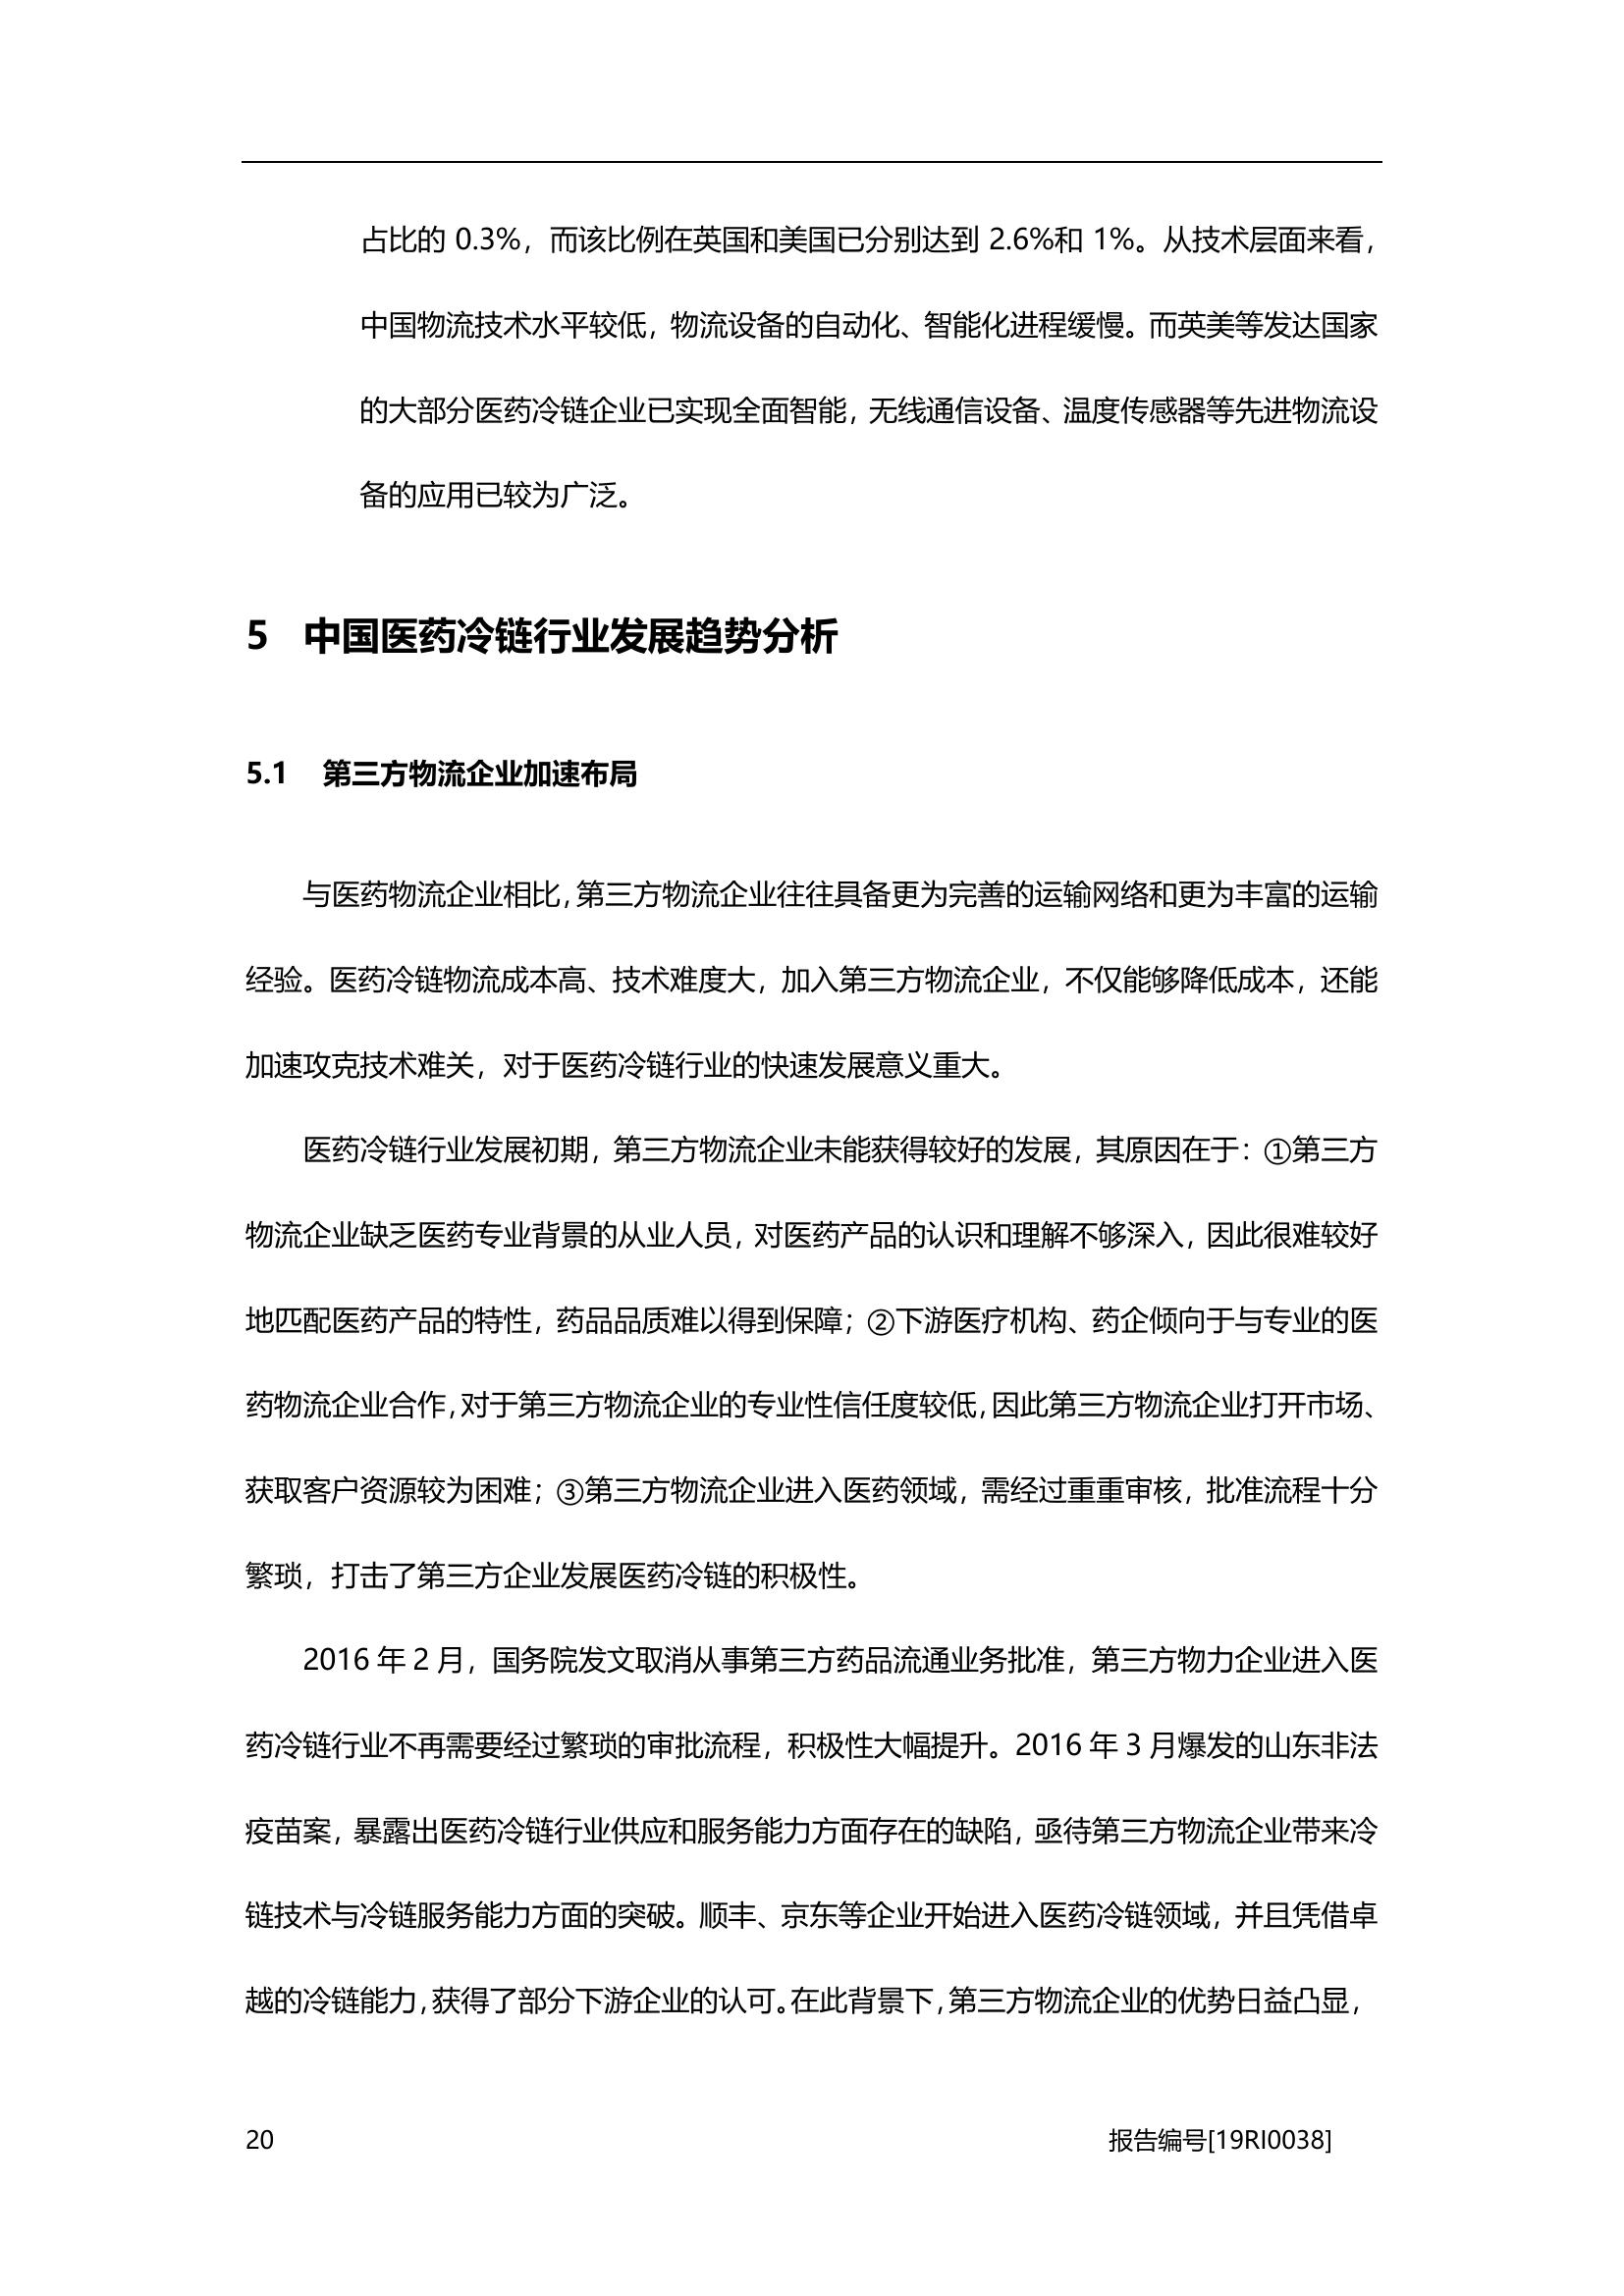 占比的 0.3%，而该比例在英国和美国已分别达到 2.6%和 1%。从技术层面来看，
中国物流技术水平较低，物流设备的自动化、智能化进程缓慢。而英美等发达国家
的大部分医药冷链企业已实现全面智能，无线通信设备、温度传感器等先进物流设
备的应用已较为广泛。
5 中国医药冷链行业发展趋势分析
5.1 第三方物流企业加速布局
与医药物流企业相比，第三方物流企业往往具备更为完善的运输网络和更为丰富的运输
经验。医药冷链物流成本高、技术难度大，加入第三方物流企业，不仅能够降低成本，还能
加速攻克技术难关，对于医药冷链行业的快速发展意义重大。
医药冷链行业发展初期，第三方物流企业未能获得较好的发展，其原因在于：①第三方
物流企业缺乏医药专业背景的从业人员，对医药产品的认识和理解不够深入，因此很难较好
地匹配医药产品的特性，药品品质难以得到保障；②下游医疗机构、药企倾向于与专业的医
药物流企业合作，对于第三方物流企业的专业性信任度较低，因此第三方物流企业打开市场、
获取客户资源较为困难；③第三方物流企业进入医药领域，需经过重重审核，批准流程十分
繁琐，打击了第三方企业发展医药冷链的积极性。
2016 年 2 月，国务院发文取消从事第三方药品流通业务批准，第三方物力企业进入医
药冷链行业不再需要经过繁琐的审批流程，积极性大幅提升。2016 年 3 月爆发的山东非法
疫苗案，暴露出医药冷链行业供应和服务能力方面存在的缺陷，亟待第三方物流企业带来冷
链技术与冷链服务能力方面的突破。顺丰、京东等企业开始进入医药冷链领域，并且凭借卓
越的冷链能力，获得了部分下游企业的认可。在此背景下，第三方物流企业的优势日益凸显，
20 报告编号[19RI0038]